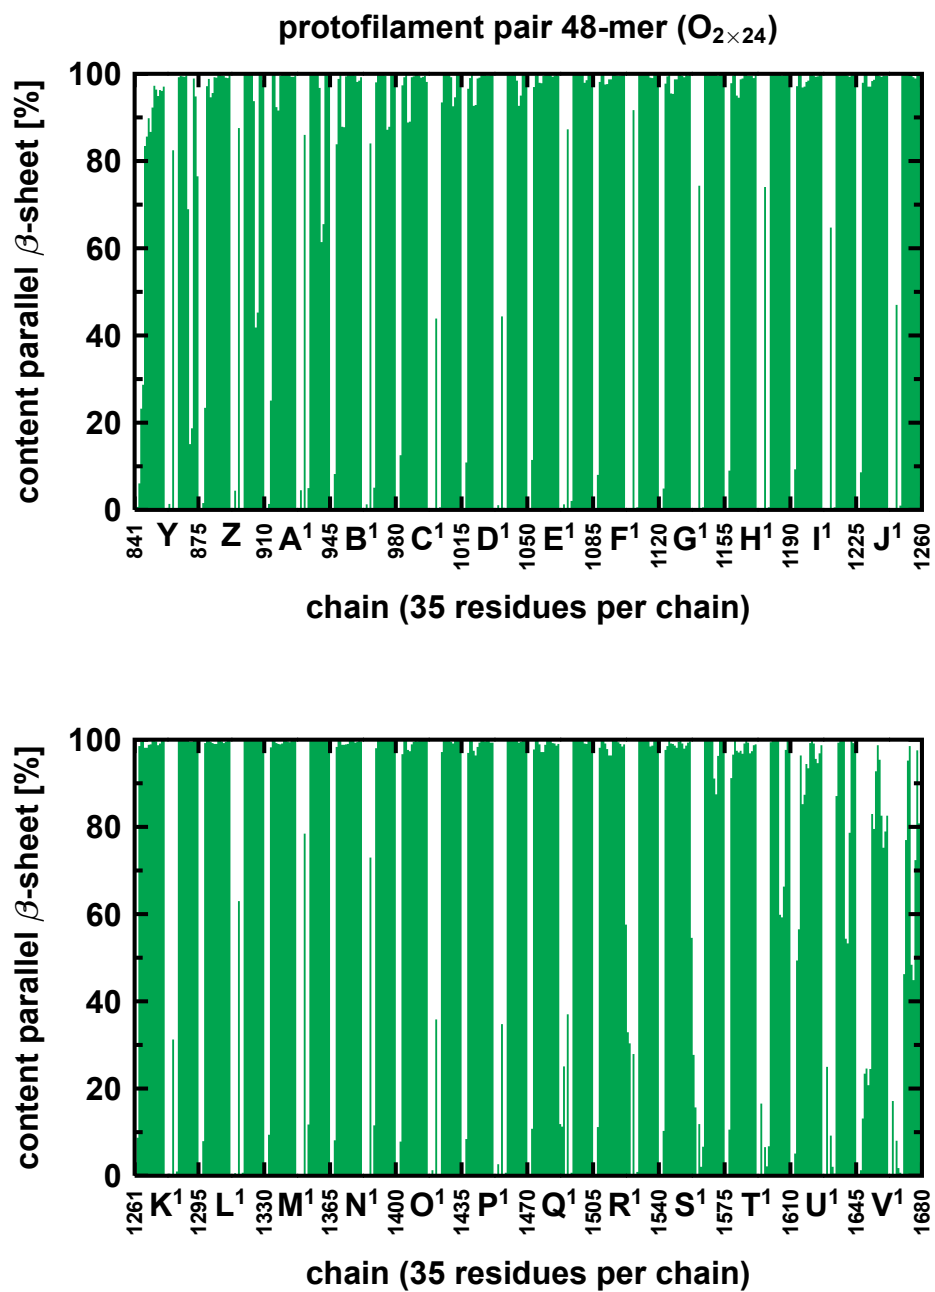 protofilament pair 48-mer (O₂ₓ₂₄)
content parallel β-sheet [%]
100
80
60
40
20
0
841 Y 875 Z 910 A¹ 945 B¹ 980 C¹ 1015 D¹ 1050 E¹ 1085 F¹ 1120 G¹ 1155 H¹ 1190 I¹ 1225 J¹ 1260
chain (35 residues per chain)
content parallel β-sheet [%]
100
80
60
40
20
0
1261 K¹ 1295 L¹ 1330 M¹ 1365 N¹ 1400 O¹ 1435 P¹ 1470 Q¹ 1505 R¹ 1540 S¹ 1575 T¹ 1610 U¹ 1645 V¹ 1680
chain (35 residues per chain)